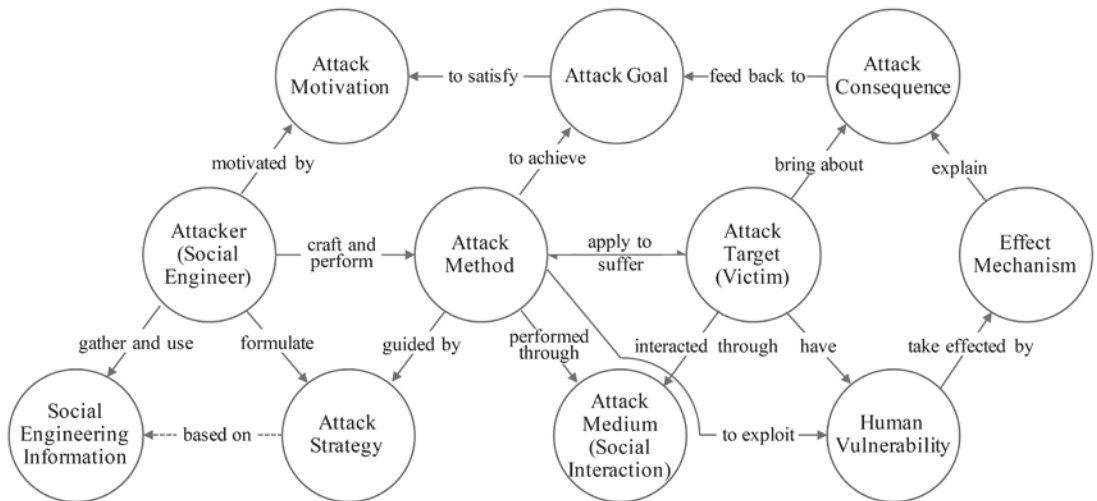 Attack
Motivation
to satisfy
Attack Goal
feed back to
Attack
Consequence
motivated by
to achieve
bring about
explain
Attacker
(Social
Engineer)
craft and
perform
Attack
Method
apply to
suffer
Attack
Target
(Victim)
Effect
Mechanism
gather and use
formulate
guided by
performed
through
interacted through
have
take effected by
Social
Engineering
Information
based on
Attack
Strategy
Attack
Medium
(Social
Interaction)
to exploit
Human
Vulnerability